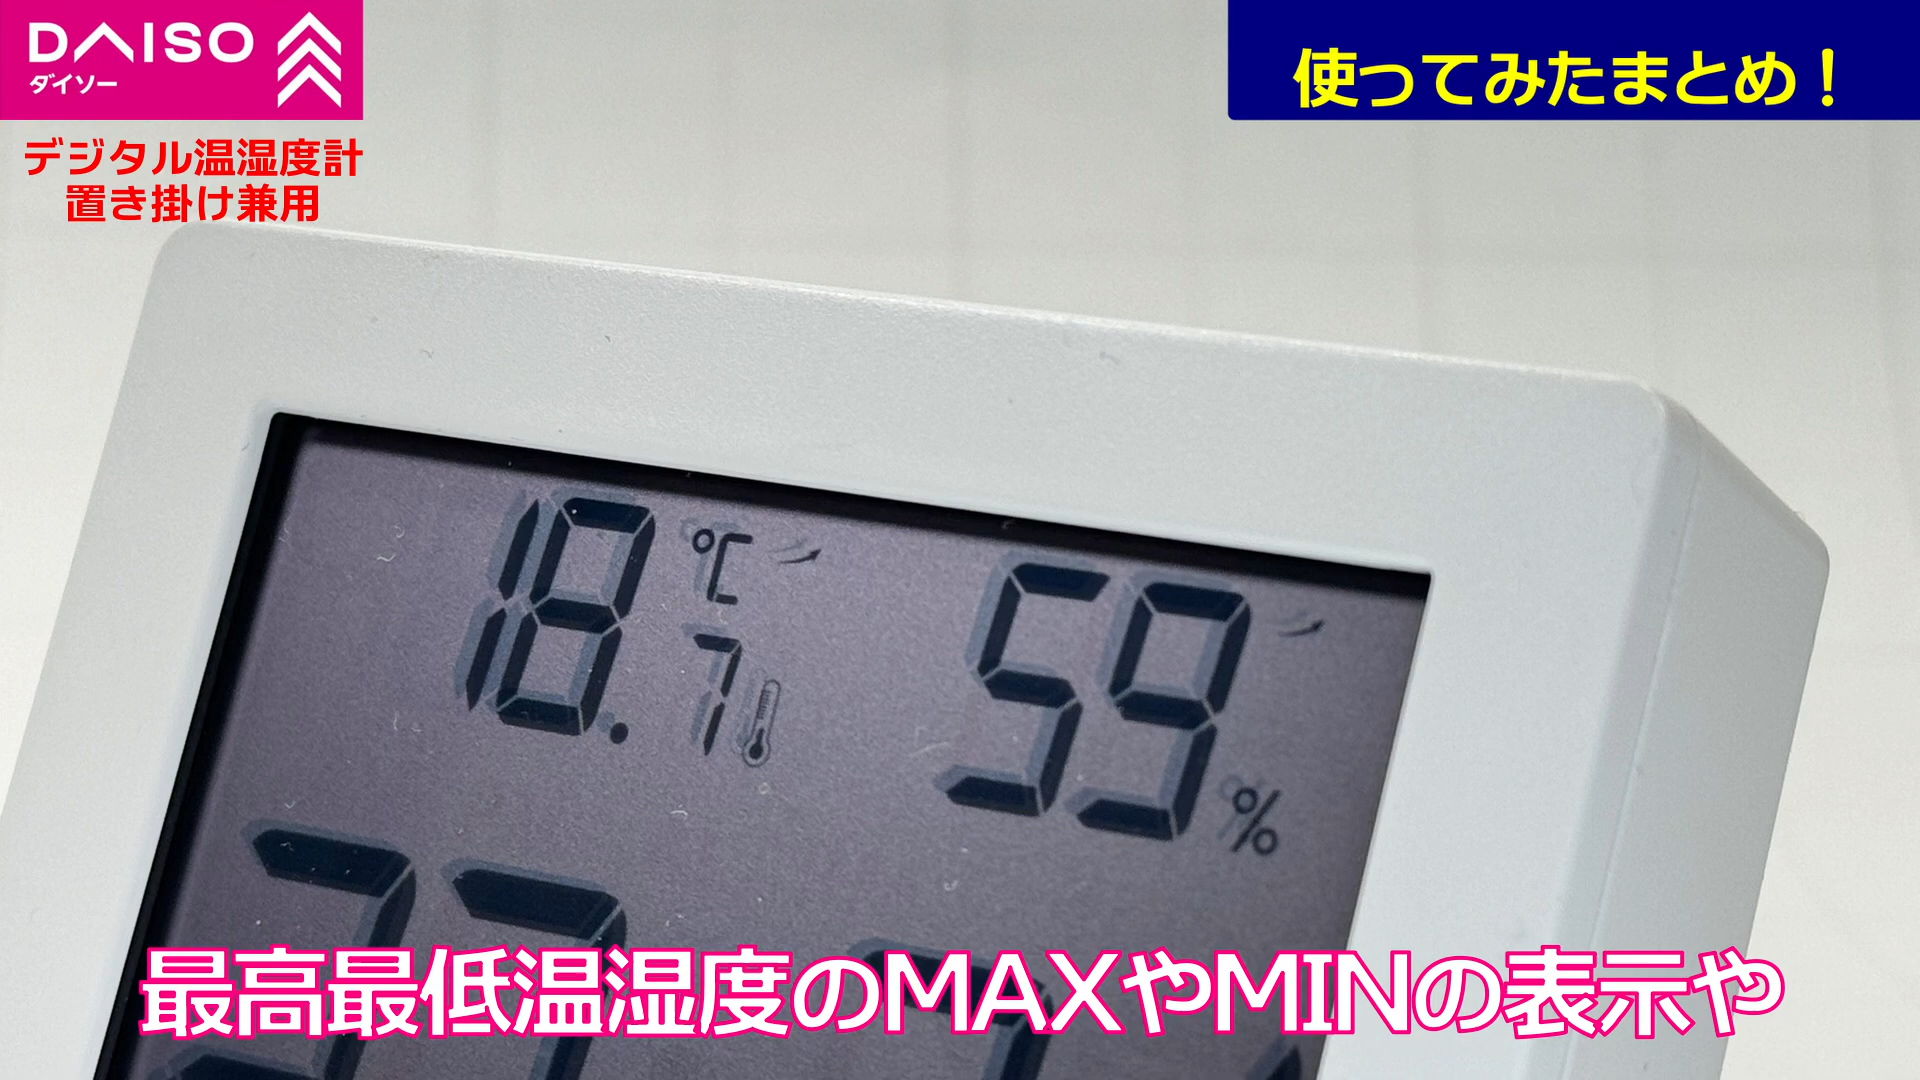 DAISO
ダイソー
デジタル温湿度計
置き掛け兼用
使ってみたまとめ！
18.7 ℃
59 %
最高最低温湿度のMAXやMINの表示や